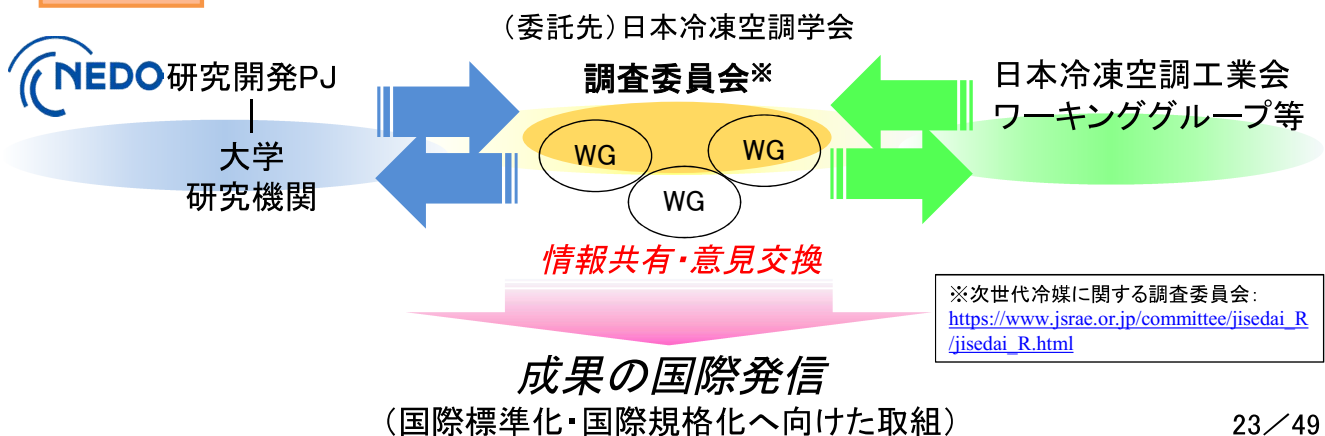 （委託先）日本冷凍空調学会
NEDO研究開発PJ
大学
研究機関
調査委員会※
WG
WG
WG
日本冷凍空調工業会
ワーキンググループ等
情報共有・意見交換
※次世代冷媒に関する調査委員会：
https://www.jsrae.or.jp/committee/jisedai_R
/jisedai_R.html
成果の国際発信
（国際標準化・国際規格化へ向けた取組）
23／49